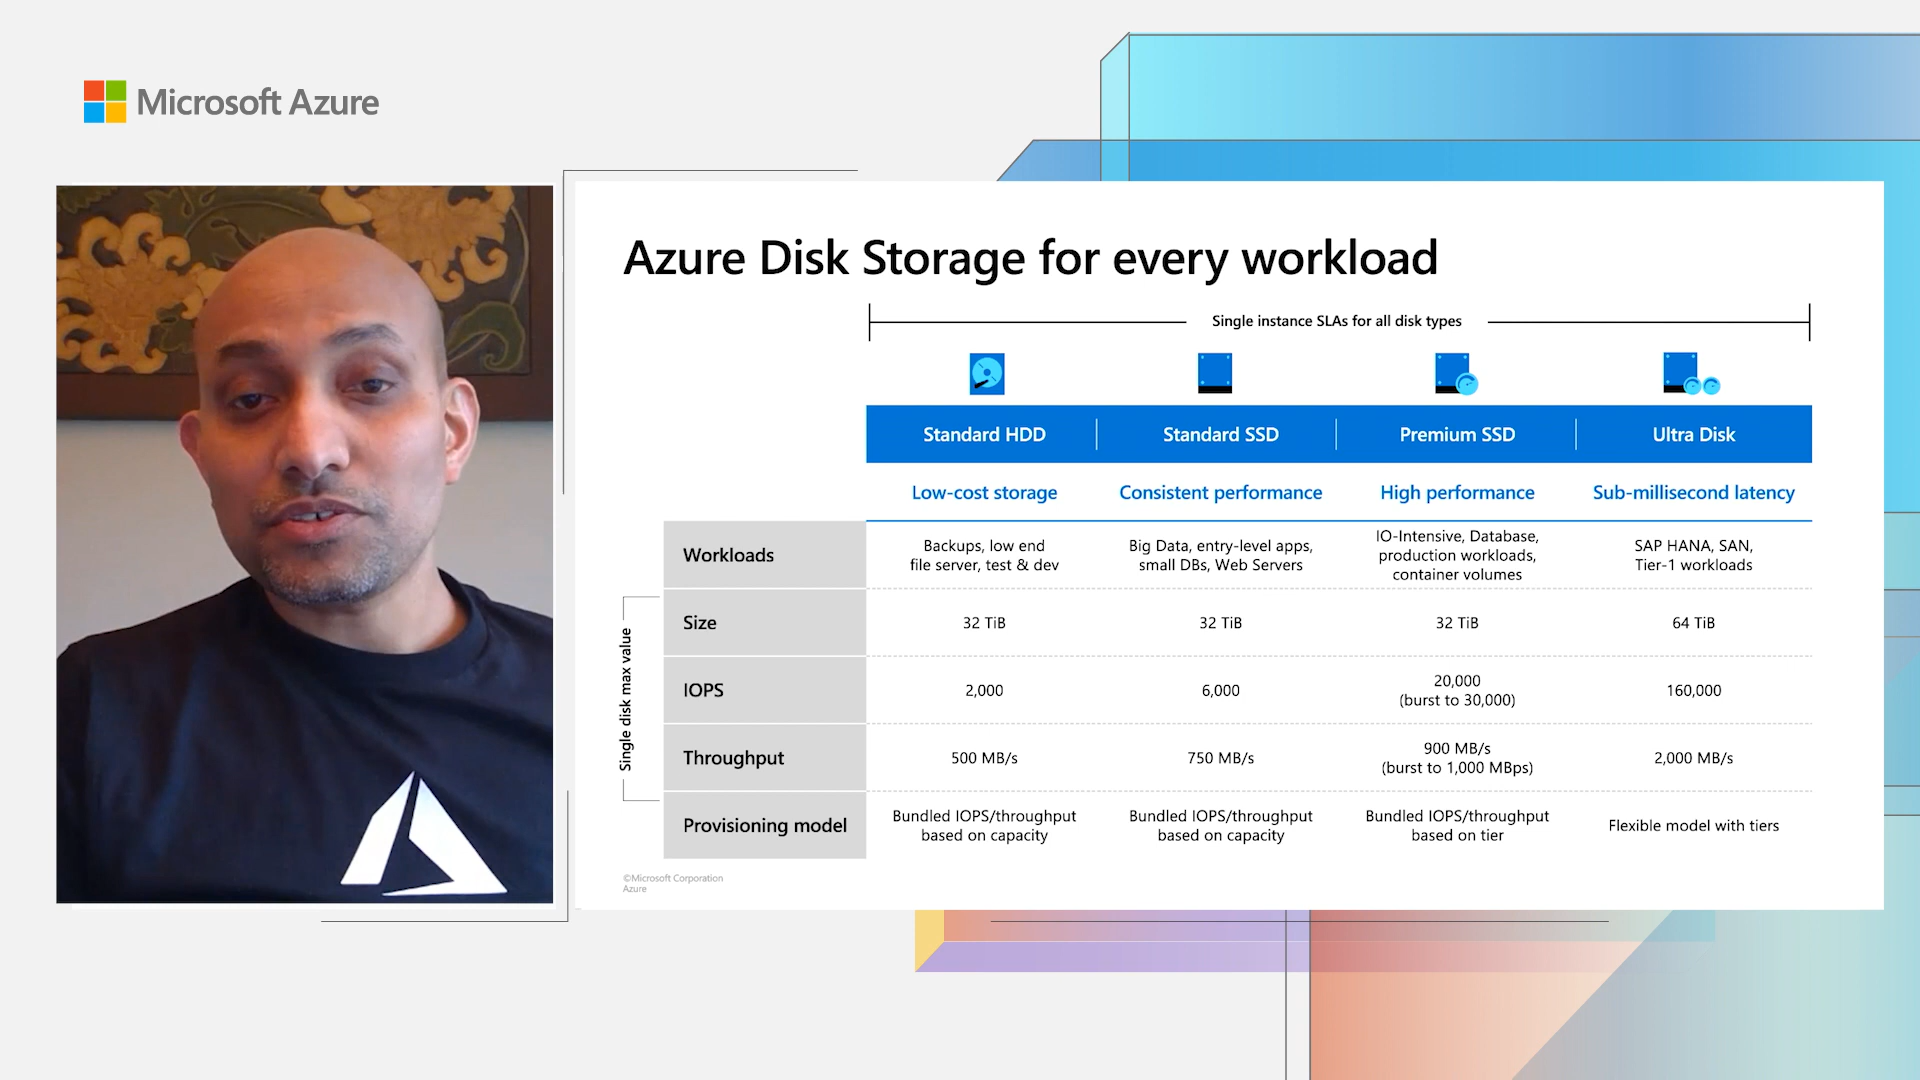 Microsoft Azure
Azure Disk Storage for every workload
Single instance SLAs for all disk types
Standard HDD
Standard SSD
Premium SSD
Ultra Disk
Low-cost storage
Consistent performance
High performance
Sub-millisecond latency
Workloads
Backups, low end
file server, test & dev
Big Data, entry-level apps,
small DBs, Web Servers
IO-Intensive, Database,
production workloads,
container volumes
SAP HANA, SAN,
Tier-1 workloads
Single disk max value
Size
32 TiB
32 TiB
32 TiB
64 TiB
IOPS
2,000
6,000
20,000
(burst to 30,000)
160,000
Throughput
500 MB/s
750 MB/s
900 MB/s
(burst to 1,000 MBps)
2,000 MB/s
Provisioning model
Bundled IOPS/throughput
based on capacity
Bundled IOPS/throughput
based on capacity
Bundled IOPS/throughput
based on tier
Flexible model with tiers
©Microsoft Corporation
Azure